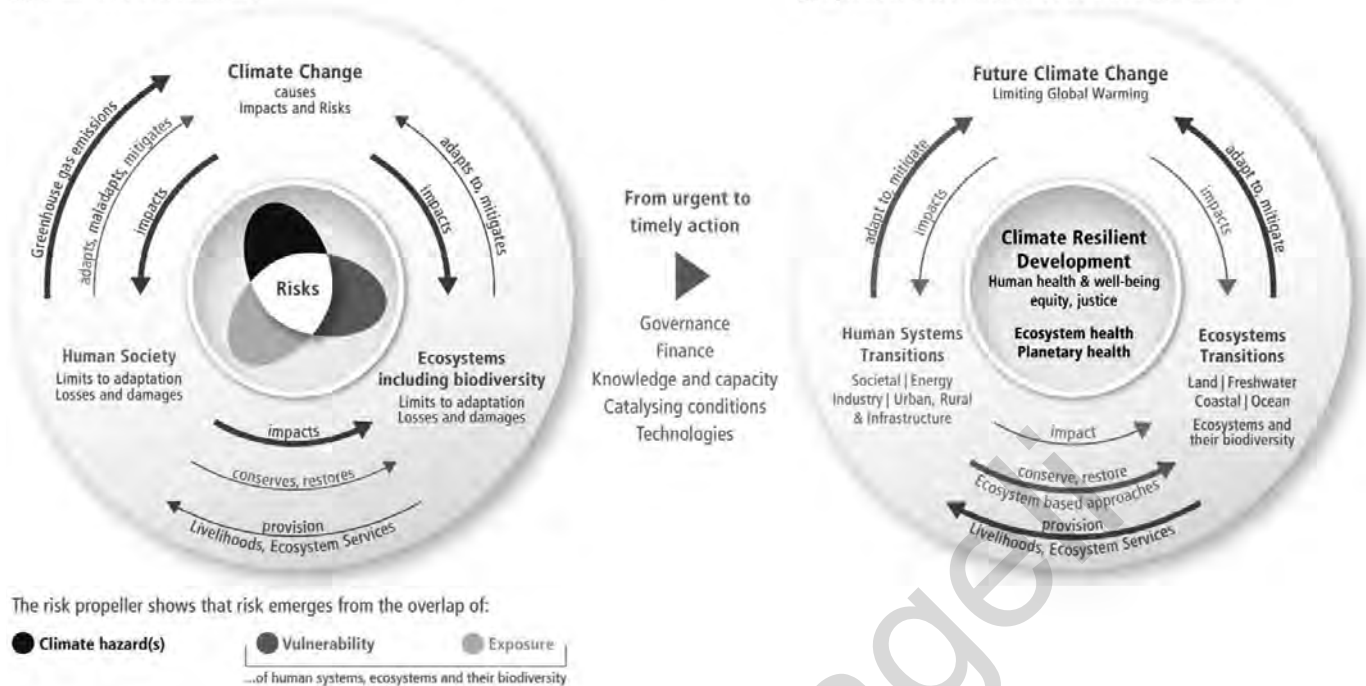 Climate Change
causes
Impacts and Risks
Greenhouse gas emissions
adapts, maladapts, mitigates
impacts
impacts
adapts to, mitigates
Risks
Human Society
Limits to adaptation
Losses and damages
Ecosystems
including biodiversity
Limits to adaptation
Losses and damages
impacts
conserves, restores
provision
Livelihoods, Ecosystem Services
From urgent to
timely action
Governance
Finance
Knowledge and capacity
Catalysing conditions
Technologies
Future Climate Change
Limiting Global Warming
adapt to, mitigate
impacts
impacts
adapt to, mitigate
Climate Resilient
Development
Human health & well-being
equity, justice
Ecosystem health
Planetary health
Human Systems
Transitions
Societal | Energy
Industry | Urban, Rural
& Infrastructure
Ecosystems
Transitions
Land | Freshwater
Coastal | Ocean
Ecosystems and
their biodiversity
impact
conserve, restore
Ecosystem based approaches
provision
Livelihoods, Ecosystem Services
The risk propeller shows that risk emerges from the overlap of:
Climate hazard(s) Vulnerability Exposure
...of human systems, ecosystems and their biodiversity